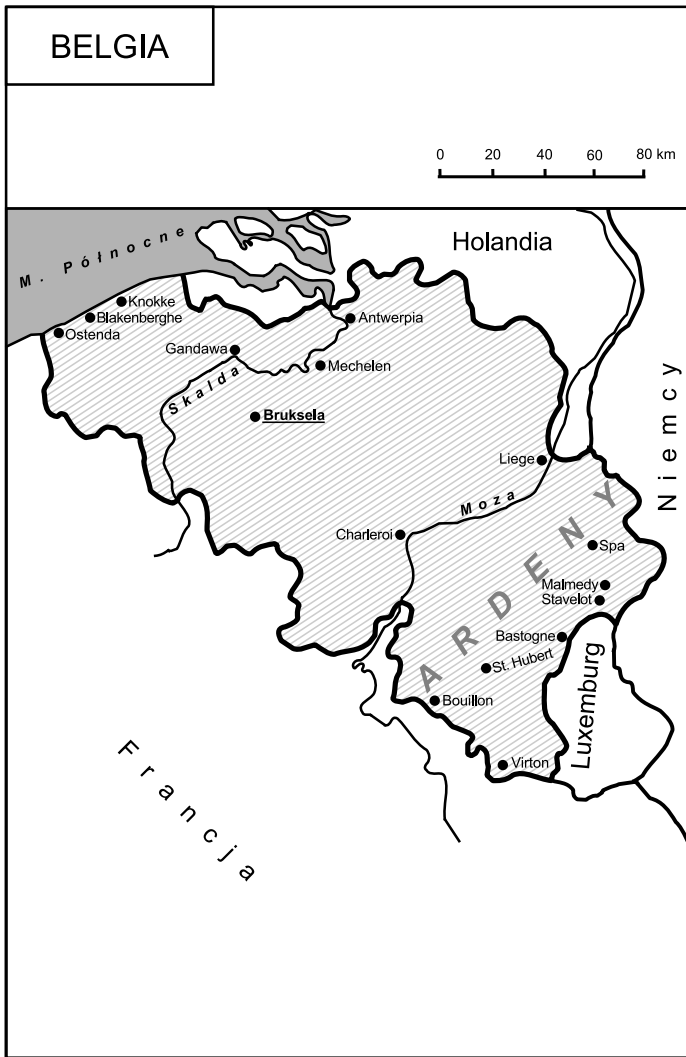 BELGIA
0 20 40 60 80 km
M. Północne
Holandia
Knokke
Blakenberghe
Ostenda
Antwerpia
Gandawa
Mechelen
Skalda
Bruksela
Niemcy
Liege
Moza
Charleroi
ARDENY
Spa
Malmedy
Stavelot
Bastogne
St. Hubert
Bouillon
Luxemburg
Virton
Francja